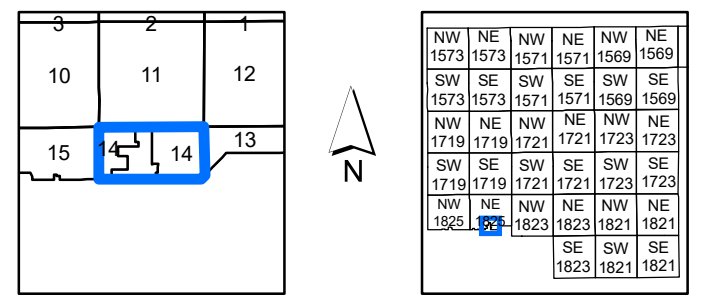 3 2 1
10 11 12
15 14 14 13
N
NW NE NW NE NW NE
1573 1573 1571 1571 1569 1569
SW SE SW SE SW SE
1573 1573 1571 1571 1569 1569
NW NE NW NE NW NE
1719 1719 1721 1721 1723 1723
SW SE SW SE SW SE
1719 1719 1721 1721 1723 1723
NW NE NW NE NW NE
1825 1825 1823 1823 1821 1821
SE
SE SW SE
1823 1821 1821